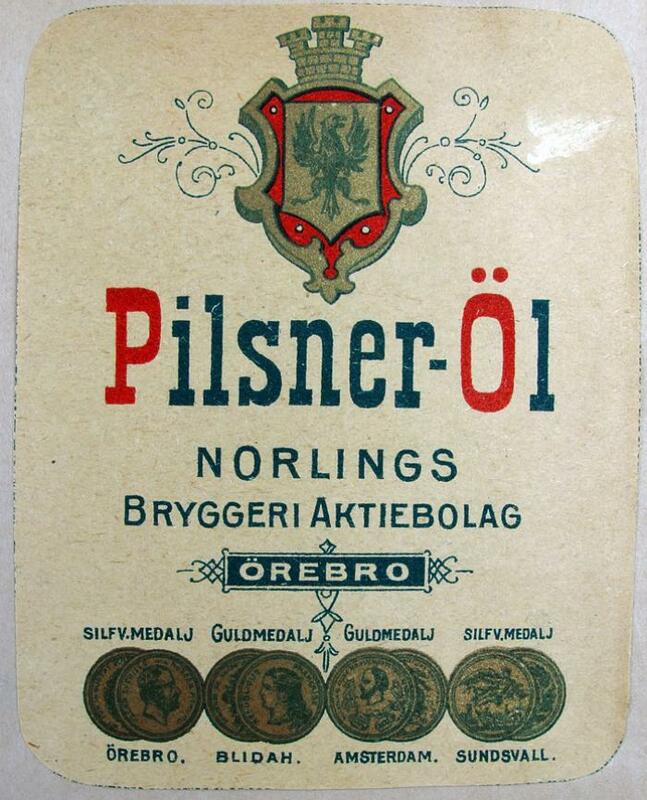 Pilsner-Öl
NORLINGS
BRYGGERI AKTIEBOLAG
ÖREBRO
SILFV.MEDALJ GULDMEDALJ GULDMEDALJ SILFV.MEDALJ
ÖREBRO. BLIDAH. AMSTERDAM. SUNDSVALL.